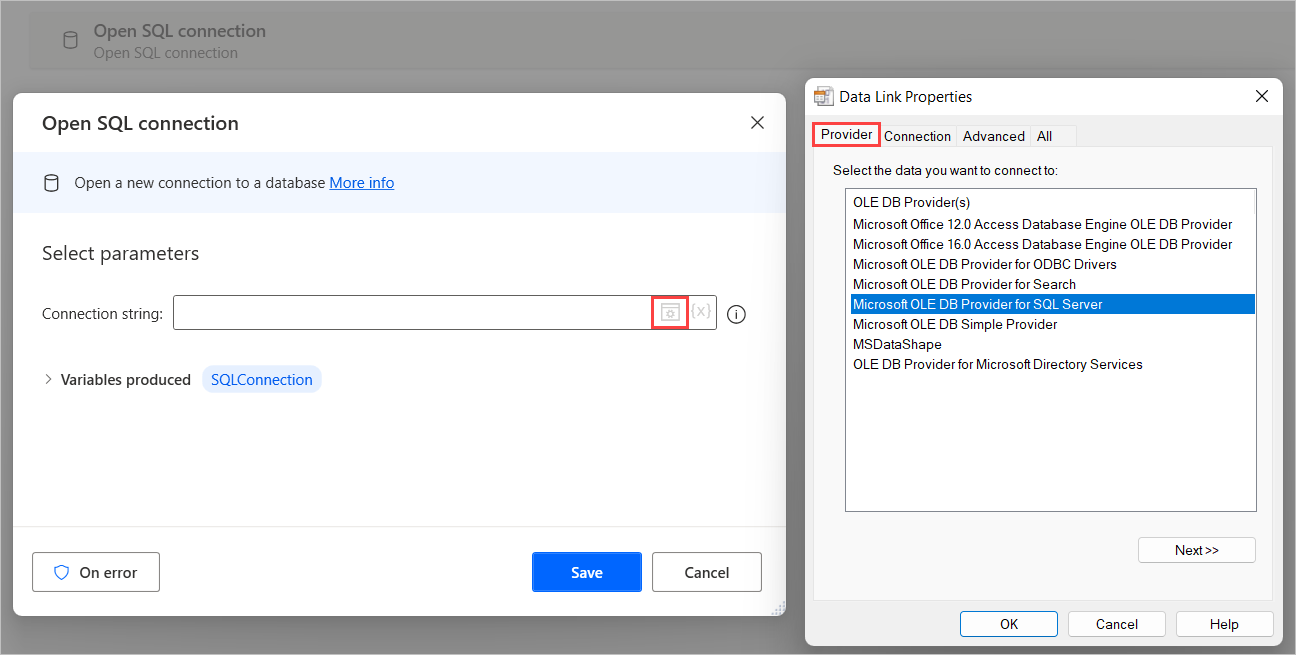 Open SQL connection
Open SQL connection
Open SQL connection
Open a new connection to a database More info
Select parameters
Connection string:
{x}
Variables produced SQLConnection
On error
Save
Cancel
Data Link Properties
Provider Connection Advanced All
Select the data you want to connect to:
OLE DB Provider(s)
Microsoft Office 12.0 Access Database Engine OLE DB Provider
Microsoft Office 16.0 Access Database Engine OLE DB Provider
Microsoft OLE DB Provider for ODBC Drivers
Microsoft OLE DB Provider for Search
Microsoft OLE DB Provider for SQL Server
Microsoft OLE DB Simple Provider
MSDataShape
OLE DB Provider for Microsoft Directory Services
Next >>
OK
Cancel
Help